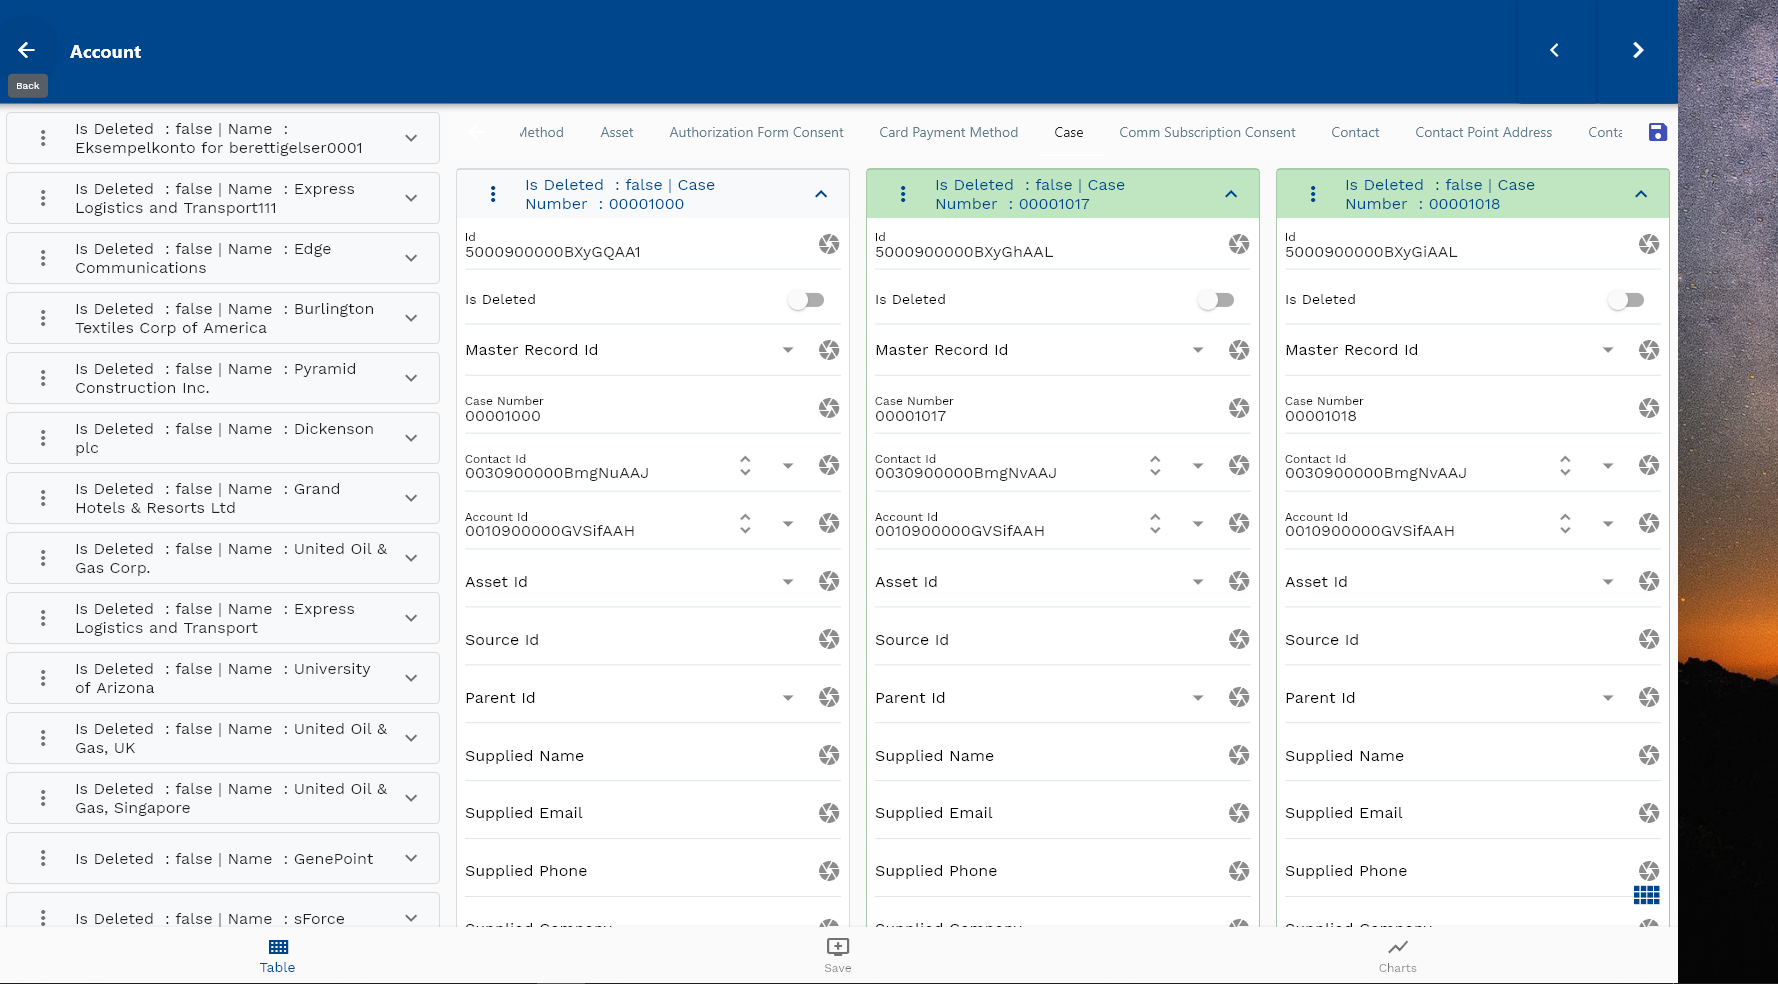 Account
Back
Is Deleted : false | Name :
Eksempelkonto for berettigelser0001
Is Deleted : false | Name : Express
Logistics and Transport111
Is Deleted : false | Name : Edge
Communications
Is Deleted : false | Name : Burlington
Textiles Corp of America
Is Deleted : false | Name : Pyramid
Construction Inc.
Is Deleted : false | Name : Dickenson
plc
Is Deleted : false | Name : Grand
Hotels & Resorts Ltd
Is Deleted : false | Name : United Oil &
Gas Corp.
Is Deleted : false | Name : Express
Logistics and Transport
Is Deleted : false | Name : University
of Arizona
Is Deleted : false | Name : United Oil &
Gas, UK
Is Deleted : false | Name : United Oil &
Gas, Singapore
Is Deleted : false | Name : GenePoint
Is Deleted : false | Name : sForce
Method Asset Authorization Form Consent Card Payment Method Case Comm Subscription Consent Contact Contact Point Address Conta
Is Deleted : false | Case
Number : 00001000
Id
5000900000BXyGQAA1
Is Deleted
Master Record Id
Case Number
00001000
Contact Id
0030900000BmgNuAAJ
Account Id
0010900000GVSifAAH
Asset Id
Source Id
Parent Id
Supplied Name
Supplied Email
Supplied Phone
Supplied Company
Is Deleted : false | Case
Number : 00001017
Id
5000900000BXyGhAAL
Is Deleted
Master Record Id
Case Number
00001017
Contact Id
0030900000BmgNvAAJ
Account Id
0010900000GVSifAAH
Asset Id
Source Id
Parent Id
Supplied Name
Supplied Email
Supplied Phone
Supplied Company
Is Deleted : false | Case
Number : 00001018
Id
5000900000BXyGiAAL
Is Deleted
Master Record Id
Case Number
00001018
Contact Id
0030900000BmgNvAAJ
Account Id
0010900000GVSifAAH
Asset Id
Source Id
Parent Id
Supplied Name
Supplied Email
Supplied Phone
Supplied Company
Table
Save
Charts